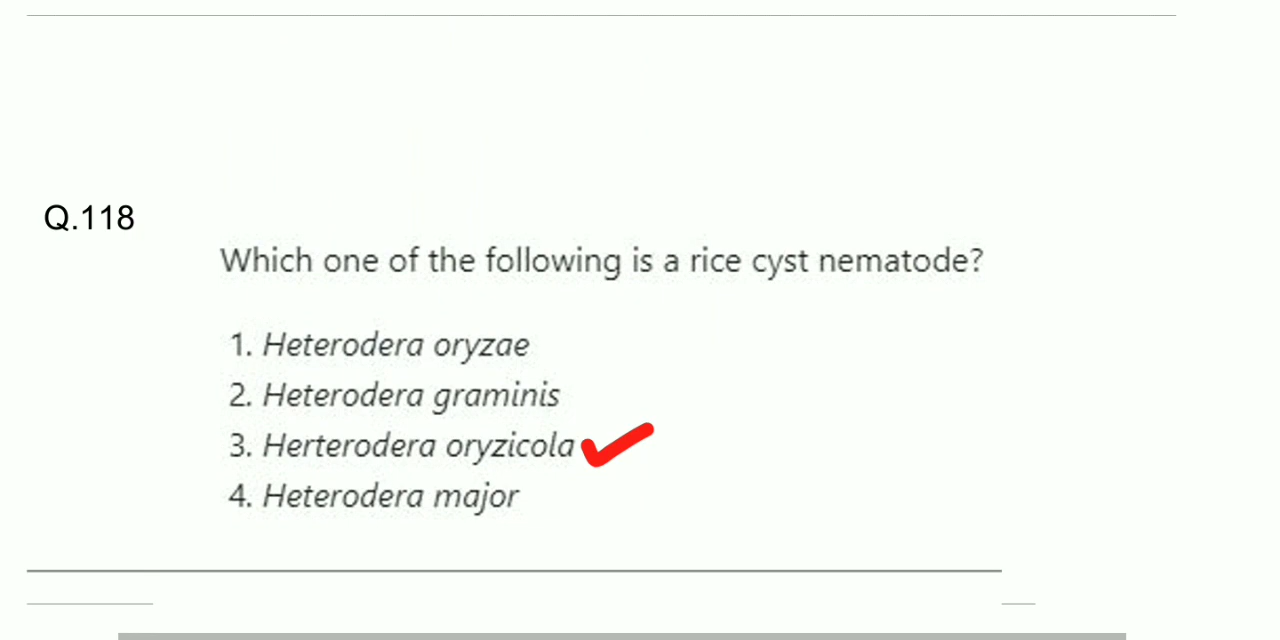 Q.118
Which one of the following is a rice cyst nematode?
1. Heterodera oryzae
2. Heterodera graminis
3. Herterodera oryzicola
4. Heterodera major